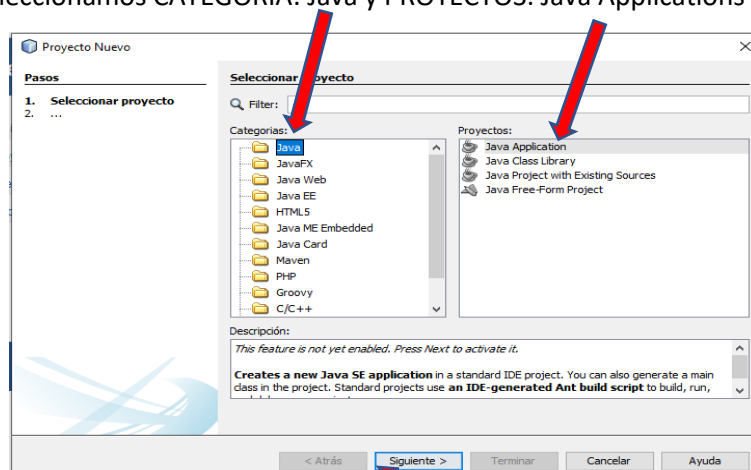 eccionamos CATEGORIA: Java y PROYECTOS: Java Applications
Proyecto Nuevo
Pasos
1. Seleccionar proyecto
2. ...
Seleccionar
Filter:
Categorías:
Java
JavaFX
Java Web
Java EE
HTML5
Java ME Embedded
Java Card
Maven
PHP
Groovy
C/C++
Proyectos:
Java Application
Java Class Library
Java Project with Existing Sources
Java Free-Form Project
Descripción:
This feature is not yet enabled. Press Next to activate it.
Creates a new Java SE application in a standard IDE project. You can also generate a main
class in the project. Standard projects use an IDE-generated Ant build script to build, run,
< Atrás Siguiente > Terminar Cancelar Ayuda